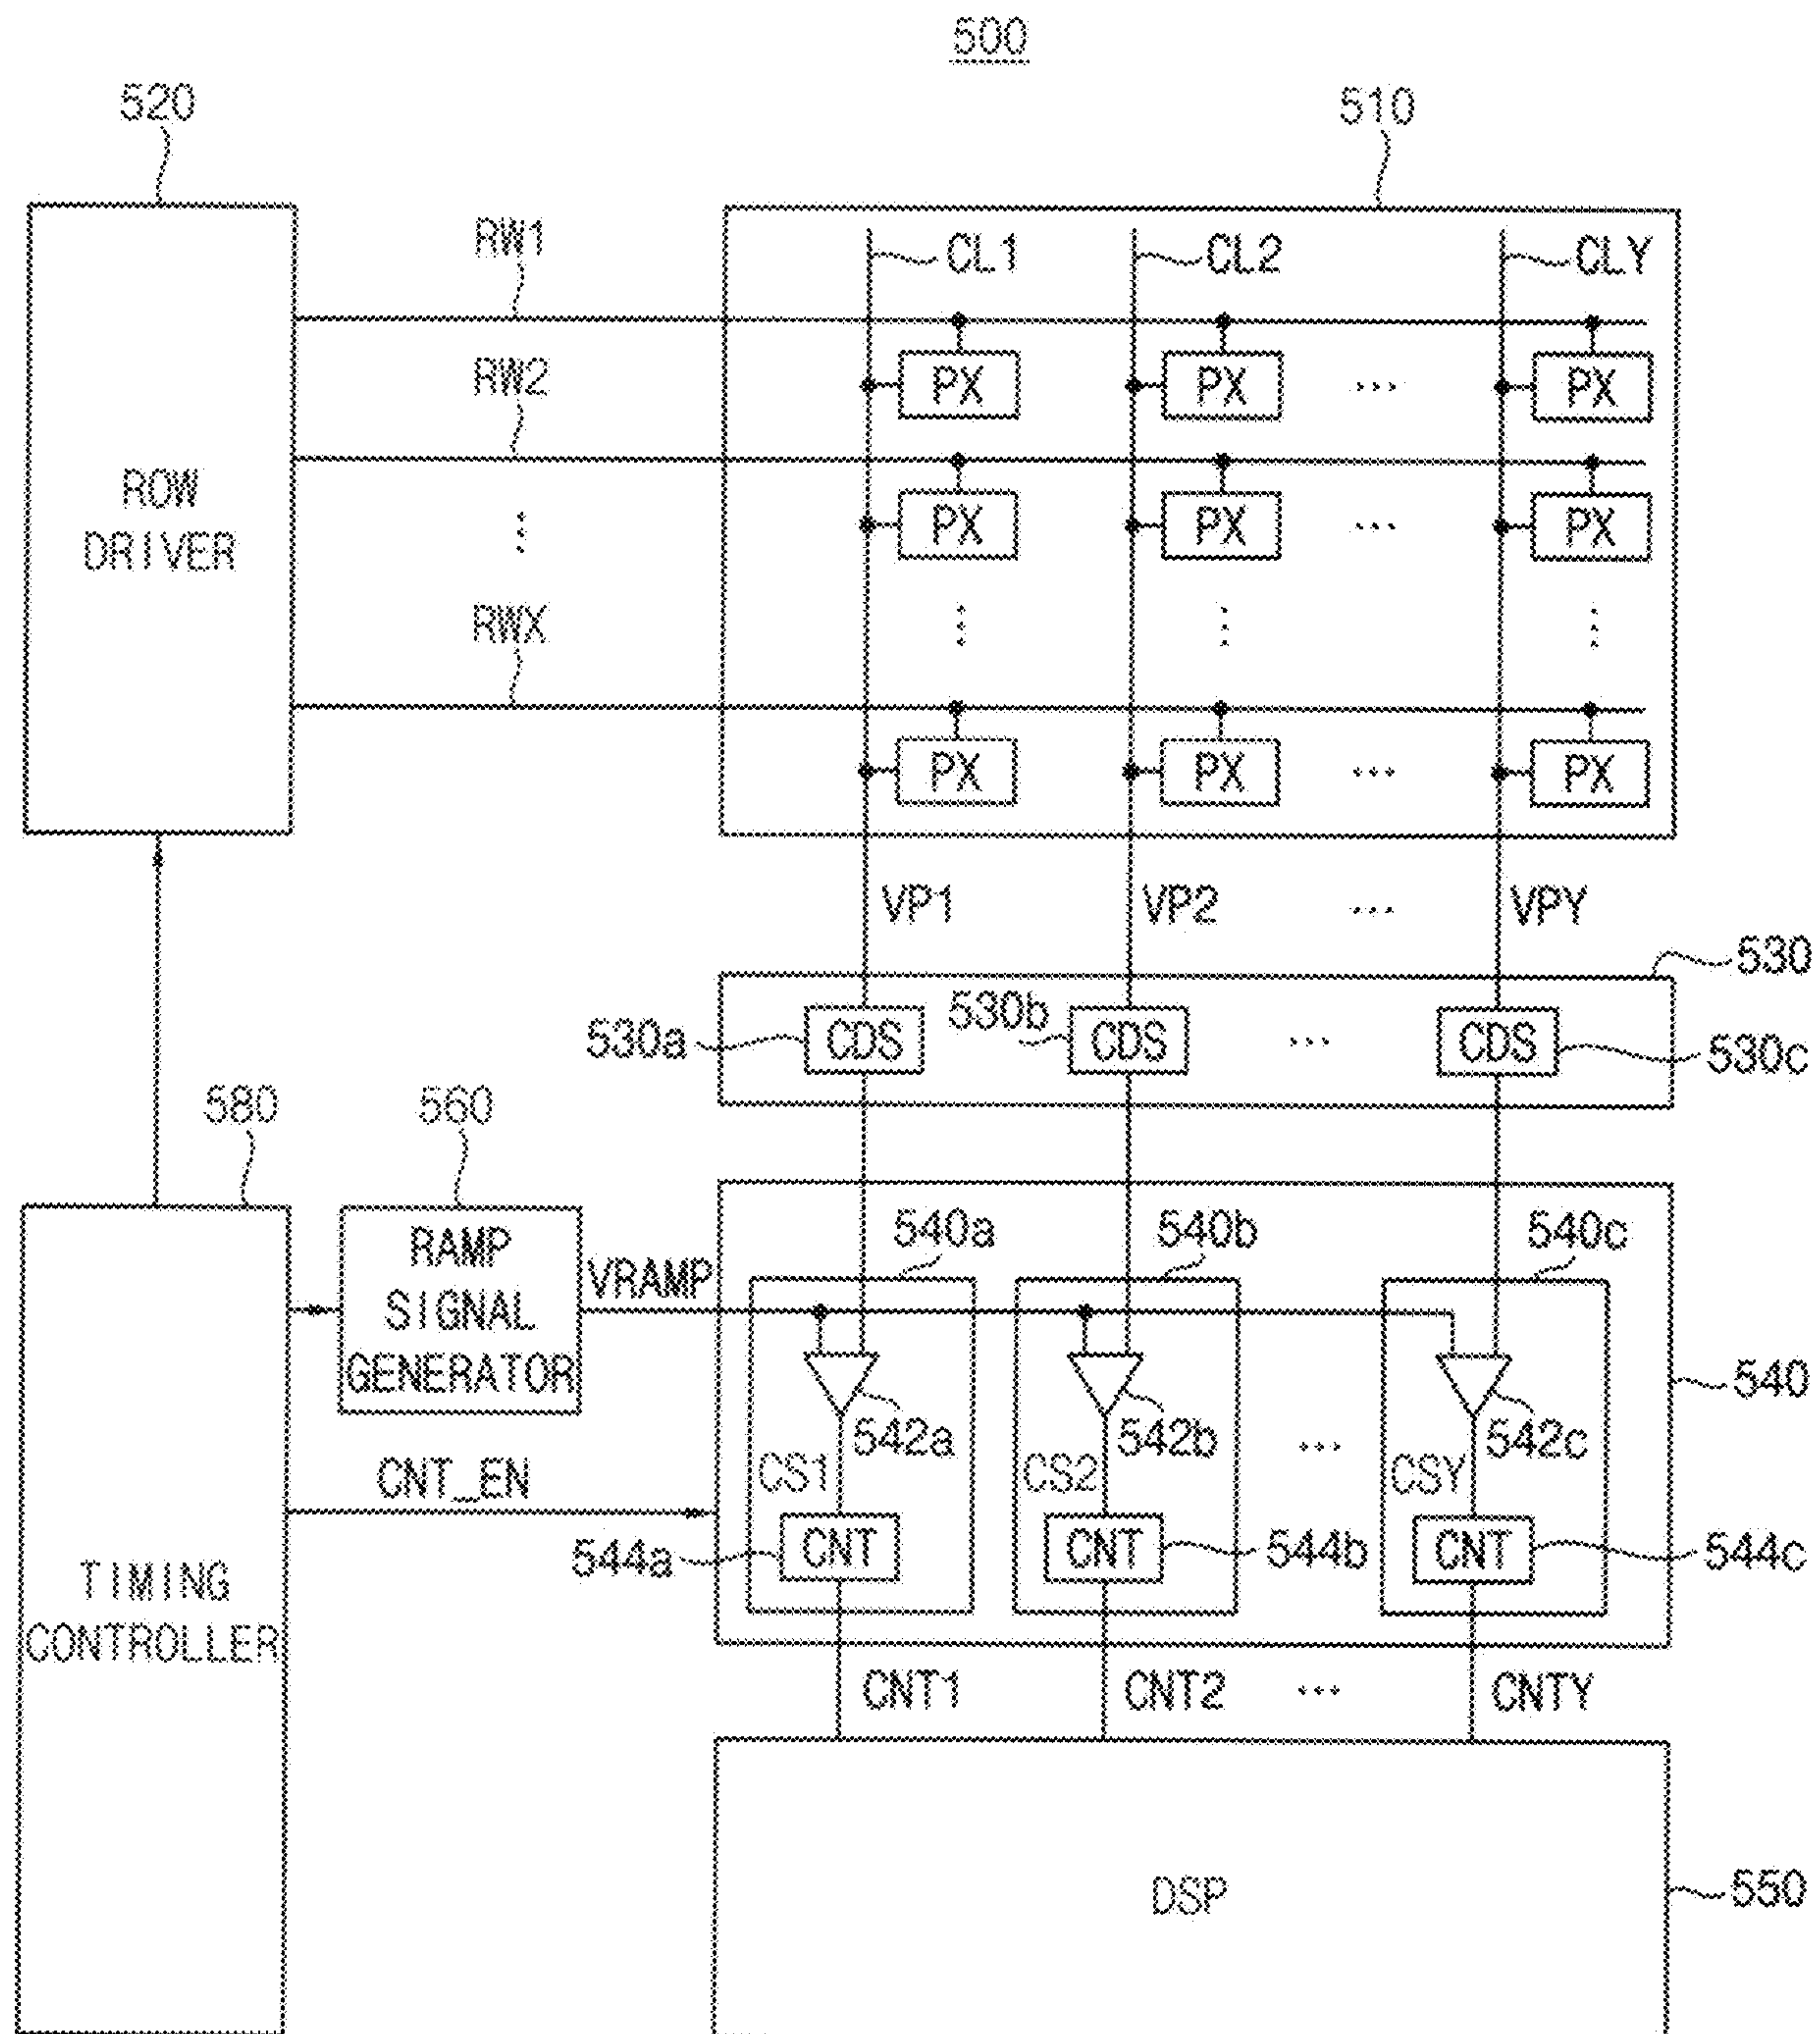 500
520
510
RW1
CL1
CL2
CLY
RW2
PX
PX
...
PX
ROW
DRIVER
PX
PX
...
PX
RWX
PX
PX
...
PX
VP1
VP2
...
VPY
530
530a
CDS
530b
CDS
...
CDS
530c
580
560
RAMP
SIGNAL
GENERATOR
VRAMP
540a
540b
540c
540
542a
542b
542c
CS1
CS2
...
CSY
CNT_EN
544a
CNT
CNT
544b
CNT
544c
TIMING
CONTROLLER
CNT1
CNT2
...
CNTY
DSP
550